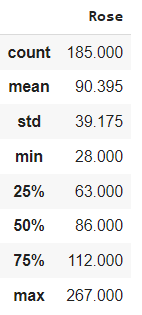 Rose
count 185.000
mean 90.395
std 39.175
min 28.000
25% 63.000
50% 86.000
75% 112.000
max 267.000